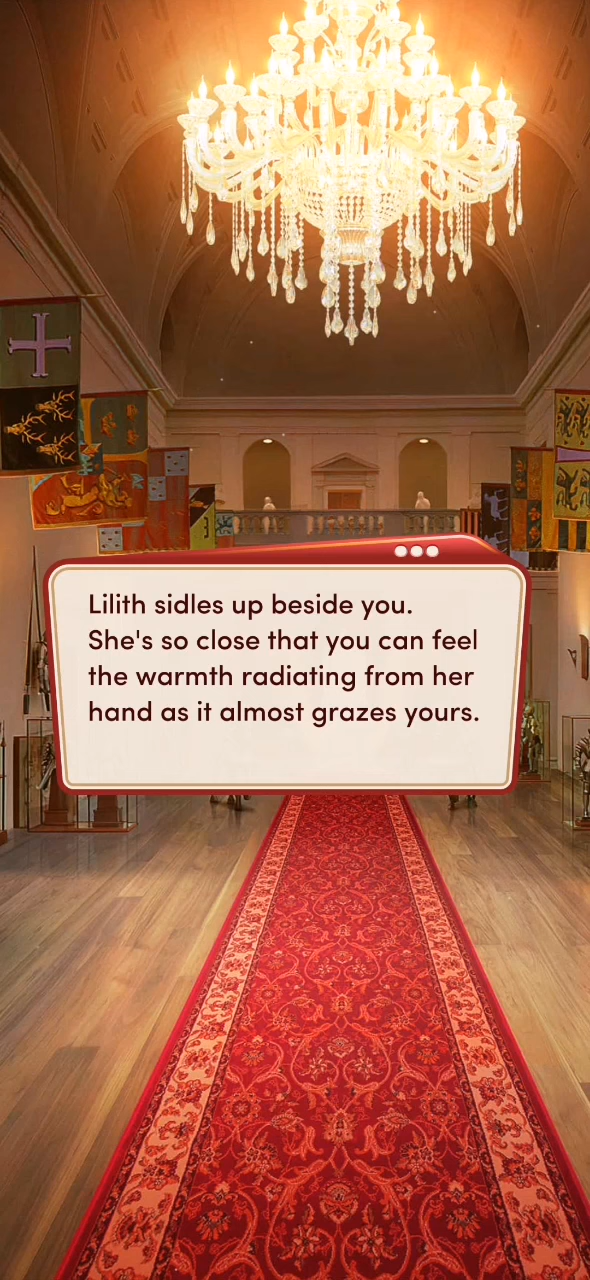 Lilith sidles up beside you.
She's so close that you can feel
the warmth radiating from her
hand as it almost grazes yours.